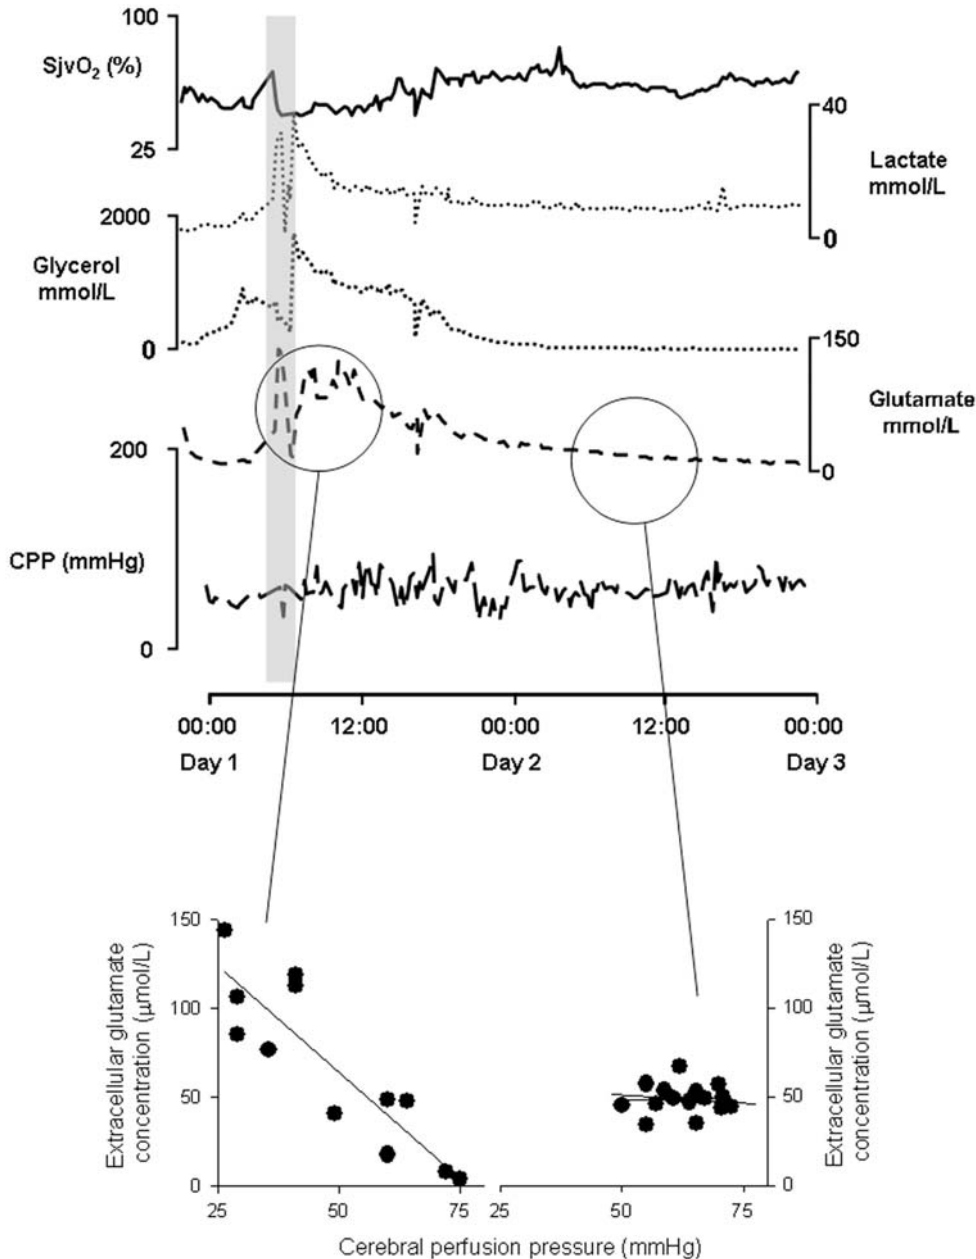 100
SjvO₂ (%)
25
40
Lactate
mmol/L
0
2000
Glycerol
mmol/L
0
150
Glutamate
mmol/L
0
200
CPP (mmHg)
0
00:00 12:00 00:00 12:00 00:00
Day 1 Day 2 Day 3
Extracellular glutamate
concentration (μmol/L)
150
100
50
0
25 50 75
150
100
50
0
25 50 75
Extracellular glutamate
concentration (μmol/L)
Cerebral perfusion pressure (mmHg)